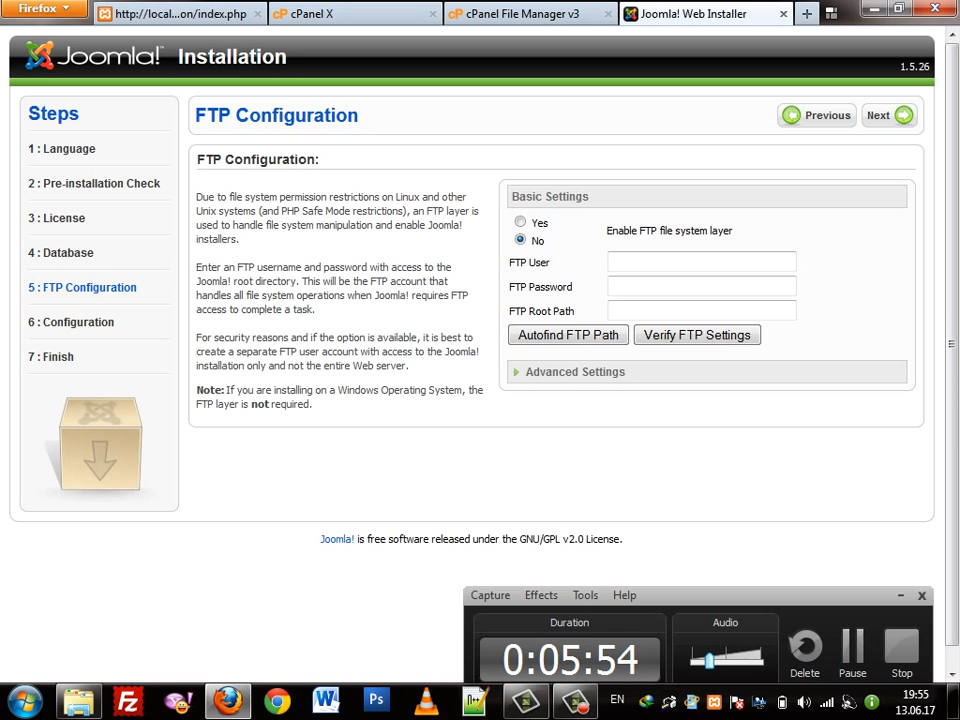 Firefox
http://local...on/index.php
cPanel X
cPanel File Manager v3
Joomla! Web Installer
Joomla! Installation
1.5.26
Steps
1 : Language
2 : Pre-installation Check
3 : License
4 : Database
5 : FTP Configuration
6 : Configuration
7 : Finish
FTP Configuration
Previous
Next
FTP Configuration:
Due to file system permission restrictions on Linux and other
Unix systems (and PHP Safe Mode restrictions), an FTP layer is
used to handle file system manipulation and enable Joomla!
installers.
Enter an FTP username and password with access to the
Joomla! root directory. This will be the FTP account that
handles all file system operations when Joomla! requires FTP
access to complete a task.
For security reasons and if the option is available, it is best to
create a separate FTP user account with access to the Joomla!
installation only and not the entire Web server.
Note: If you are installing on a Windows Operating System, the
FTP layer is not required.
Basic Settings
Yes
No
Enable FTP file system layer
FTP User
FTP Password
FTP Root Path
Autofind FTP Path
Verify FTP Settings
Advanced Settings
Joomla! is free software released under the GNU/GPL v2.0 License.
Capture Effects Tools Help
Duration
Audio
0:05:54
Delete
Pause
Stop
EN
19:55
13.06.17